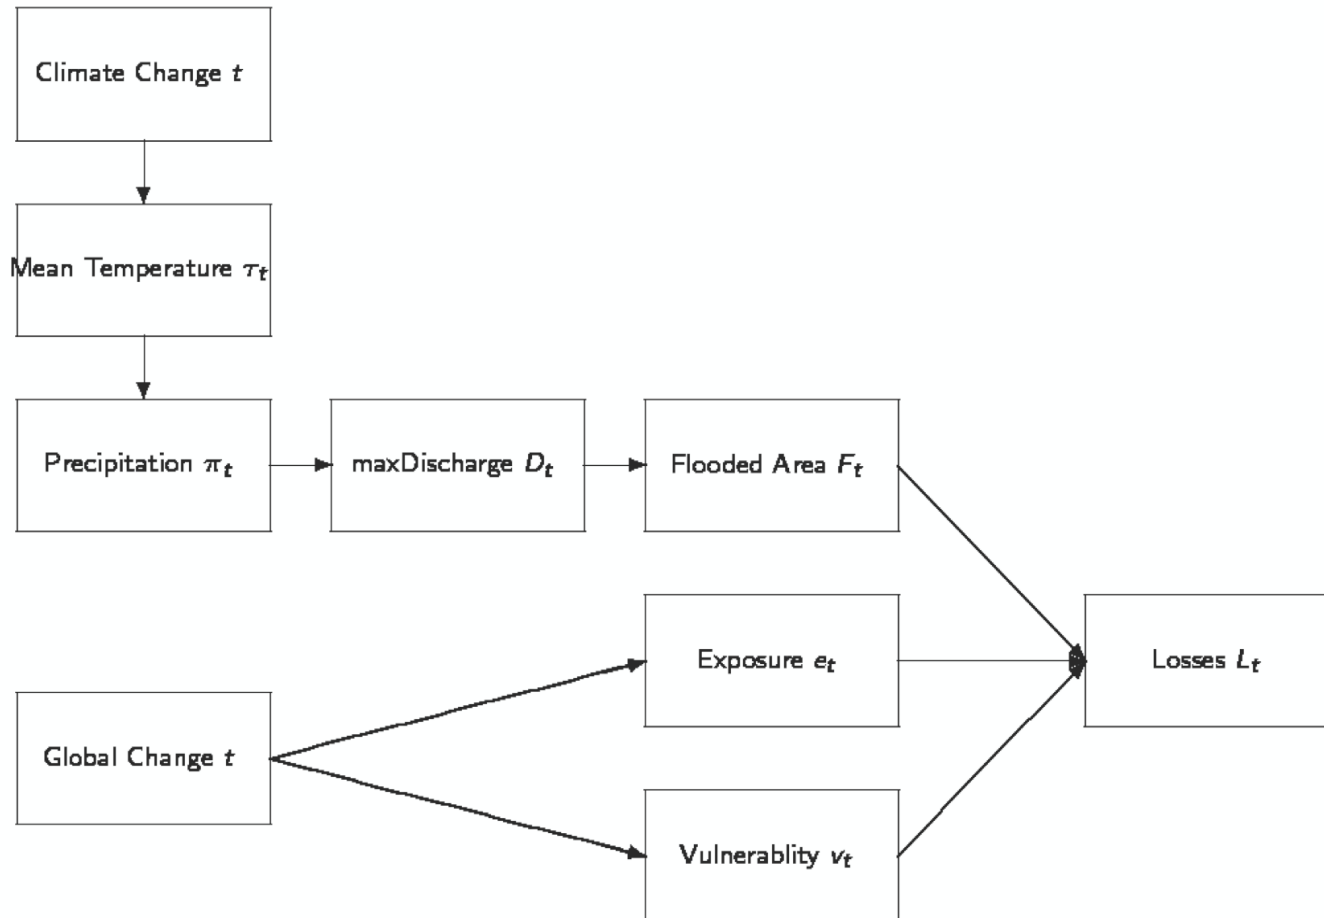 Climate Change t
Mean Temperature τt
Precipitation πt
maxDischarge Dt
Flooded Area Ft
Exposure et
Losses Lt
Global Change t
Vulnerablity vt